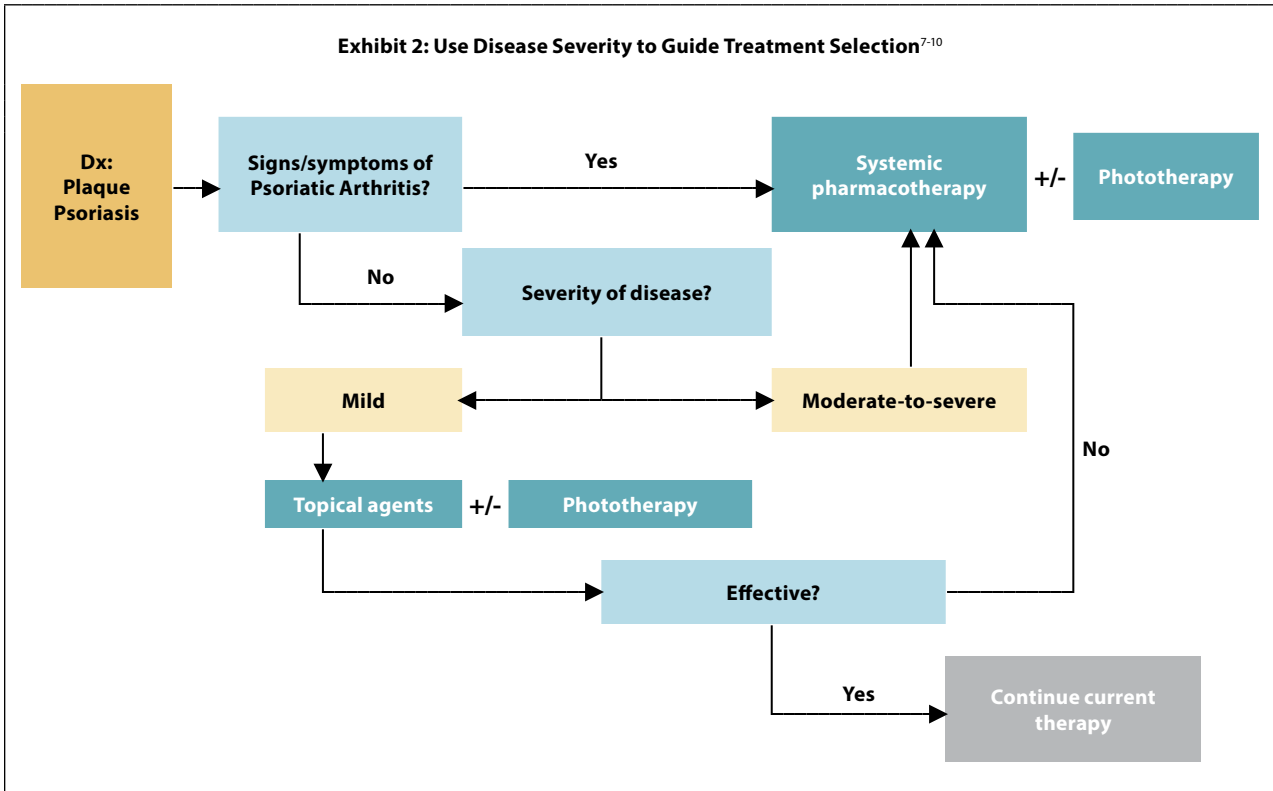 Exhibit 2: Use Disease Severity to Guide Treatment Selection7-10
Dx:
Plaque
Psoriasis
Signs/symptoms of
Psoriatic Arthritis?
Yes
Systemic
pharmacotherapy
+/-
Phototherapy
No
Severity of disease?
Mild
Moderate-to-severe
No
Topical agents
+/-
Phototherapy
Effective?
Yes
Continue current
therapy